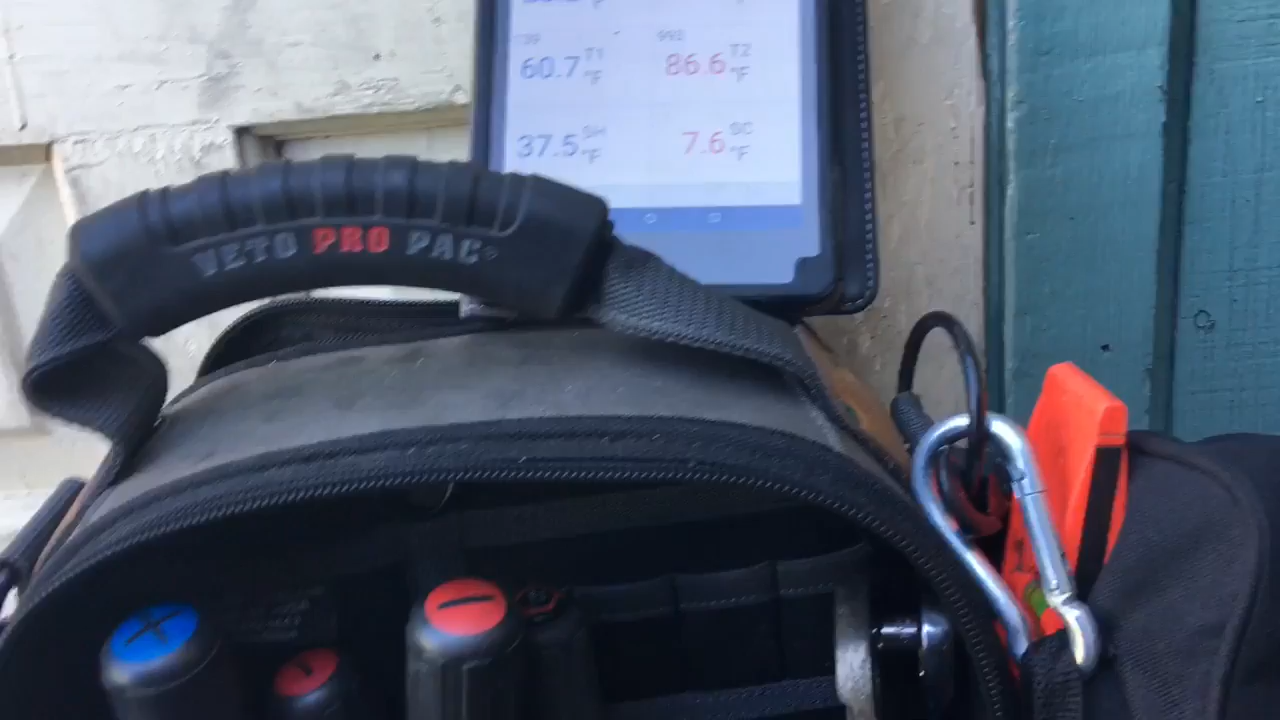 60.7 T1 °F
86.6 T2 °F
37.5 SH °F
7.6 SC °F
VETO PRO PAC